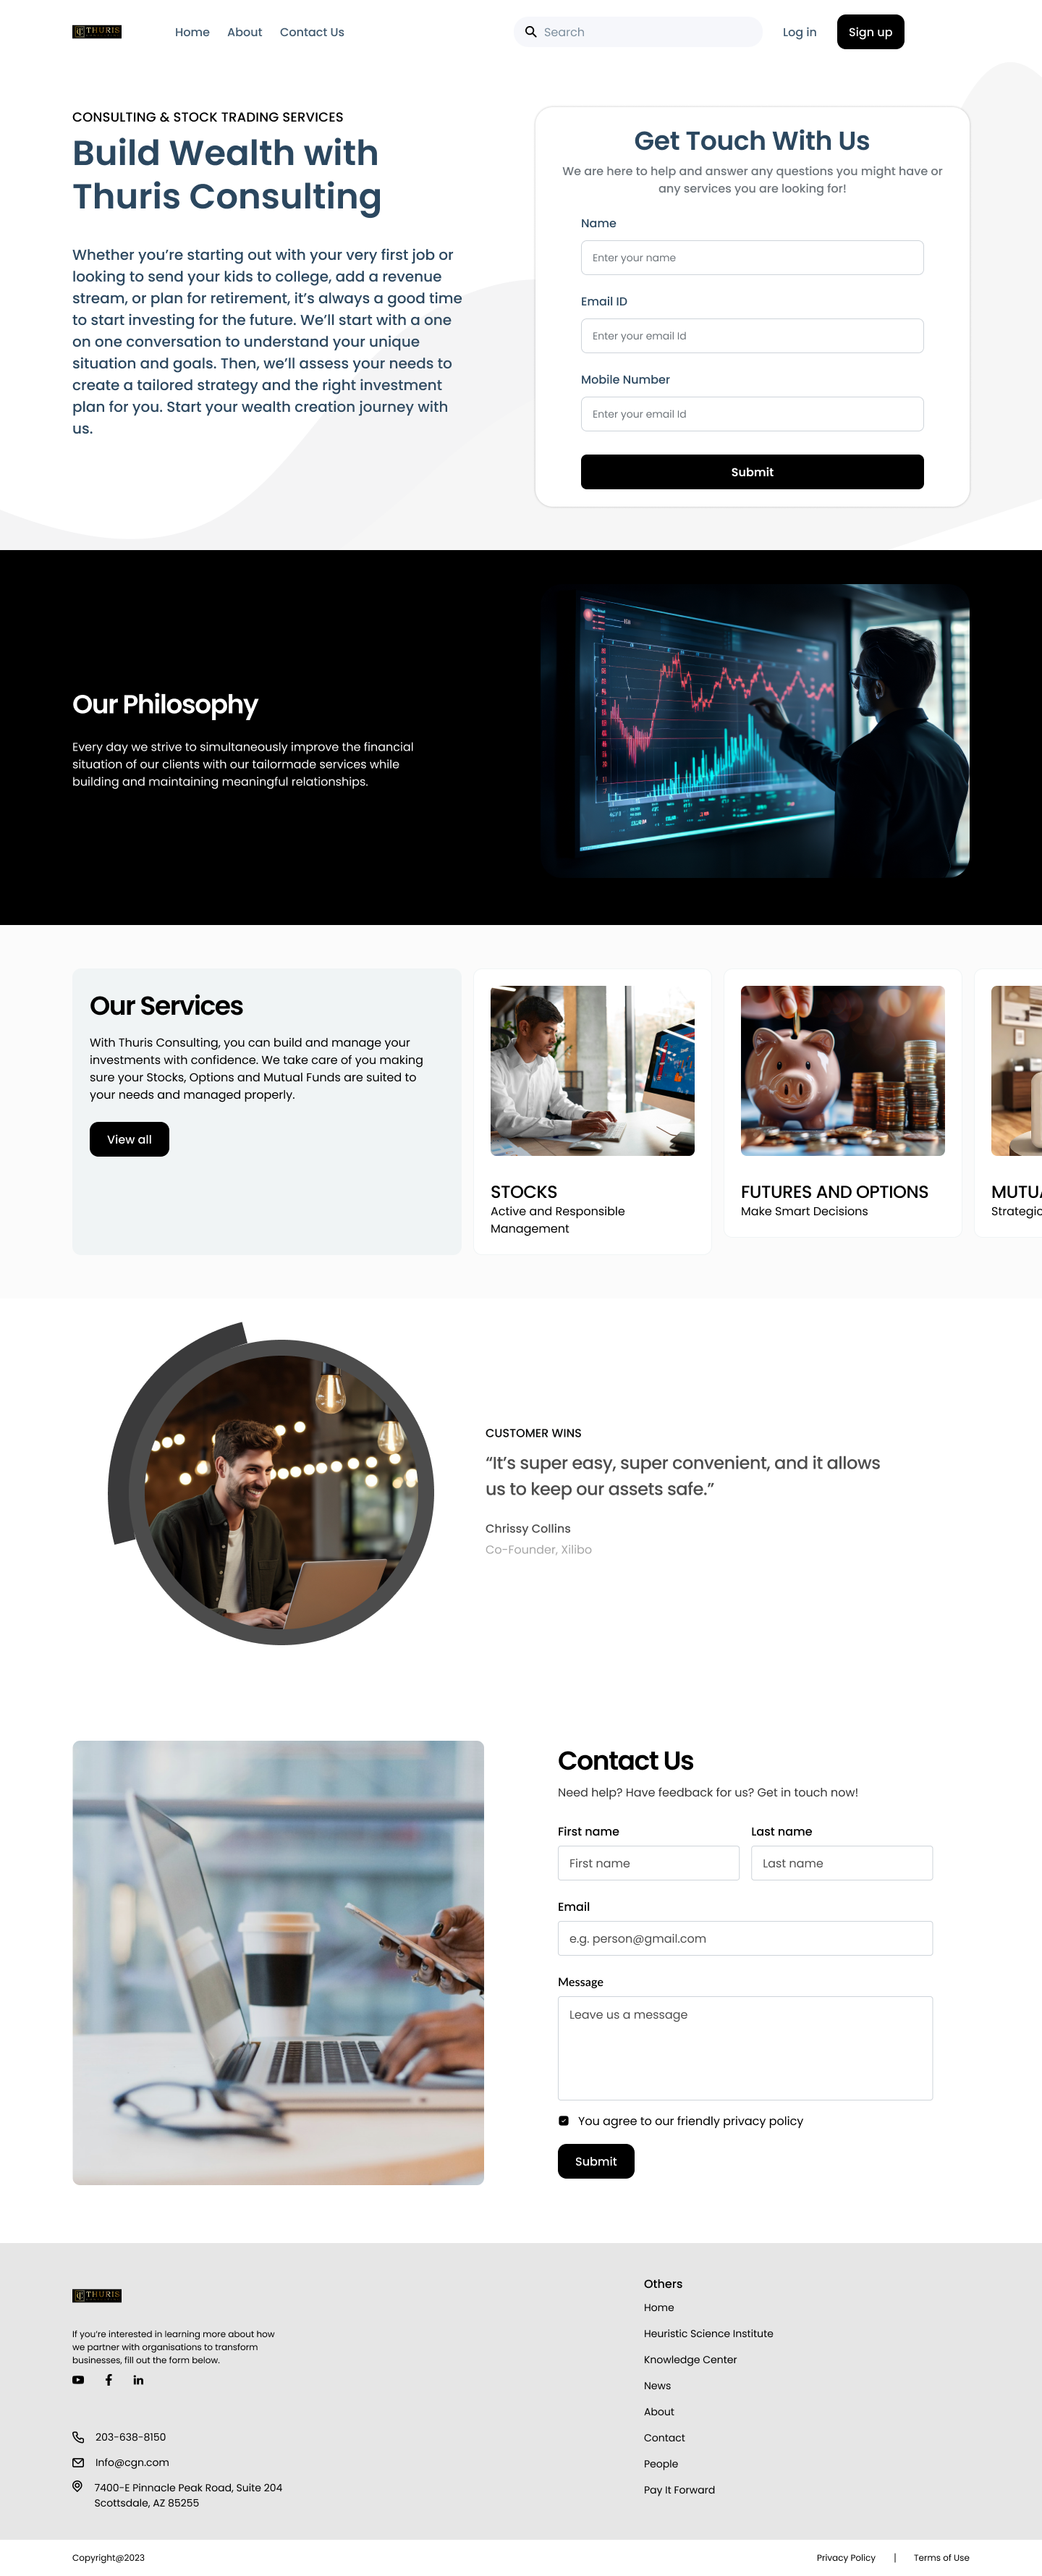 THURIS
Home About Contact Us
Search
Log in
Sign up
CONSULTING & STOCK TRADING SERVICES
Build Wealth with
Thuris Consulting
Whether you’re starting out with your very first job or
looking to send your kids to college, add a revenue
stream, or plan for retirement, it’s always a good time
to start investing for the future. We’ll start with a one
on one conversation to understand your unique
situation and goals. Then, we’ll assess your needs to
create a tailored strategy and the right investment
plan for you. Start your wealth creation journey with
us.
Get Touch With Us
We are here to help and answer any questions you might have or
any services you are looking for!
Name
Enter your name
Email ID
Enter your email Id
Mobile Number
Enter your email Id
Submit
Our Philosophy
Every day we strive to simultaneously improve the financial
situation of our clients with our tailormade services while
building and maintaining meaningful relationships.
Our Services
With Thuris Consulting, you can build and manage your
investments with confidence. We take care of you making
sure your Stocks, Options and Mutual Funds are suited to
your needs and managed properly.
View all
STOCKS
Active and Responsible
Management
FUTURES AND OPTIONS
Make Smart Decisions
MUTUA
Strategic
CUSTOMER WINS
“It’s super easy, super convenient, and it allows
us to keep our assets safe.”
Chrissy Collins
Co-Founder, Xilibo
Contact Us
Need help? Have feedback for us? Get in touch now!
First name Last name
First name Last name
Email
e.g. person@gmail.com
Message
Leave us a message
You agree to our friendly privacy policy
Submit
THURIS
If you’re interested in learning more about how
we partner with organisations to transform
businesses, fill out the form below.
203-638-8150
Info@cgn.com
7400-E Pinnacle Peak Road, Suite 204
Scottsdale, AZ 85255
Others
Home
Heuristic Science Institute
Knowledge Center
News
About
Contact
People
Pay It Forward
Copyright@2023
Privacy Policy | Terms of Use